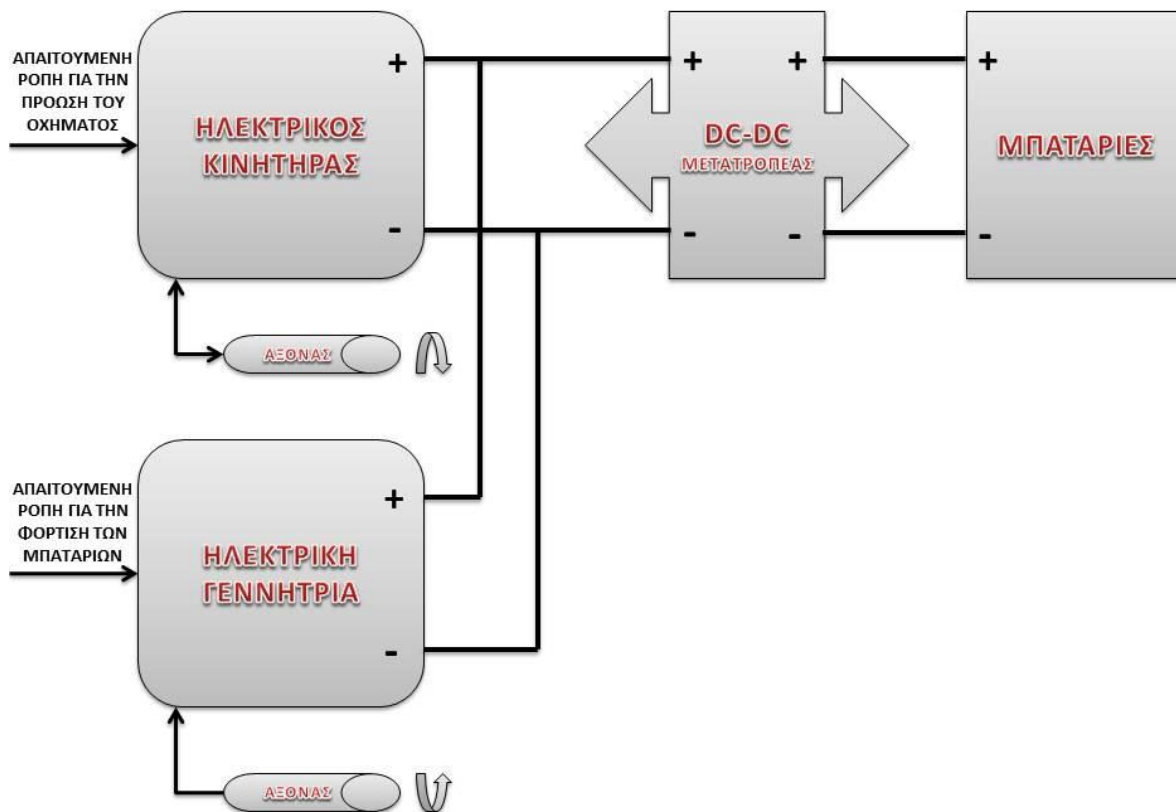 ΑΠΑΙΤΟΥΜΕΝΗ
ΡΟΠΗ ΓΙΑ ΤΗΝ
ΠΡΟΩΣΗ ΤΟΥ
ΟΧΗΜΑΤΟΣ
ΗΛΕΚΤΡΙΚΟΣ
ΚΙΝΗΤΗΡΑΣ
+
-
+
+
DC-DC
ΜΕΤΑΤΡΟΠΕΑΣ
-
-
+
ΜΠΑΤΑΡΙΕΣ
-
ΑΞΟΝΑΣ
ΑΠΑΙΤΟΥΜΕΝΗ
ΡΟΠΗ ΓΙΑ ΤΗΝ
ΦΟΡΤΙΣΗ ΤΩΝ
ΜΠΑΤΑΡΙΩΝ
+
ΗΛΕΚΤΡΙΚΗ
ΓΕΝΝΗΤΡΙΑ
-
ΑΞΟΝΑΣ